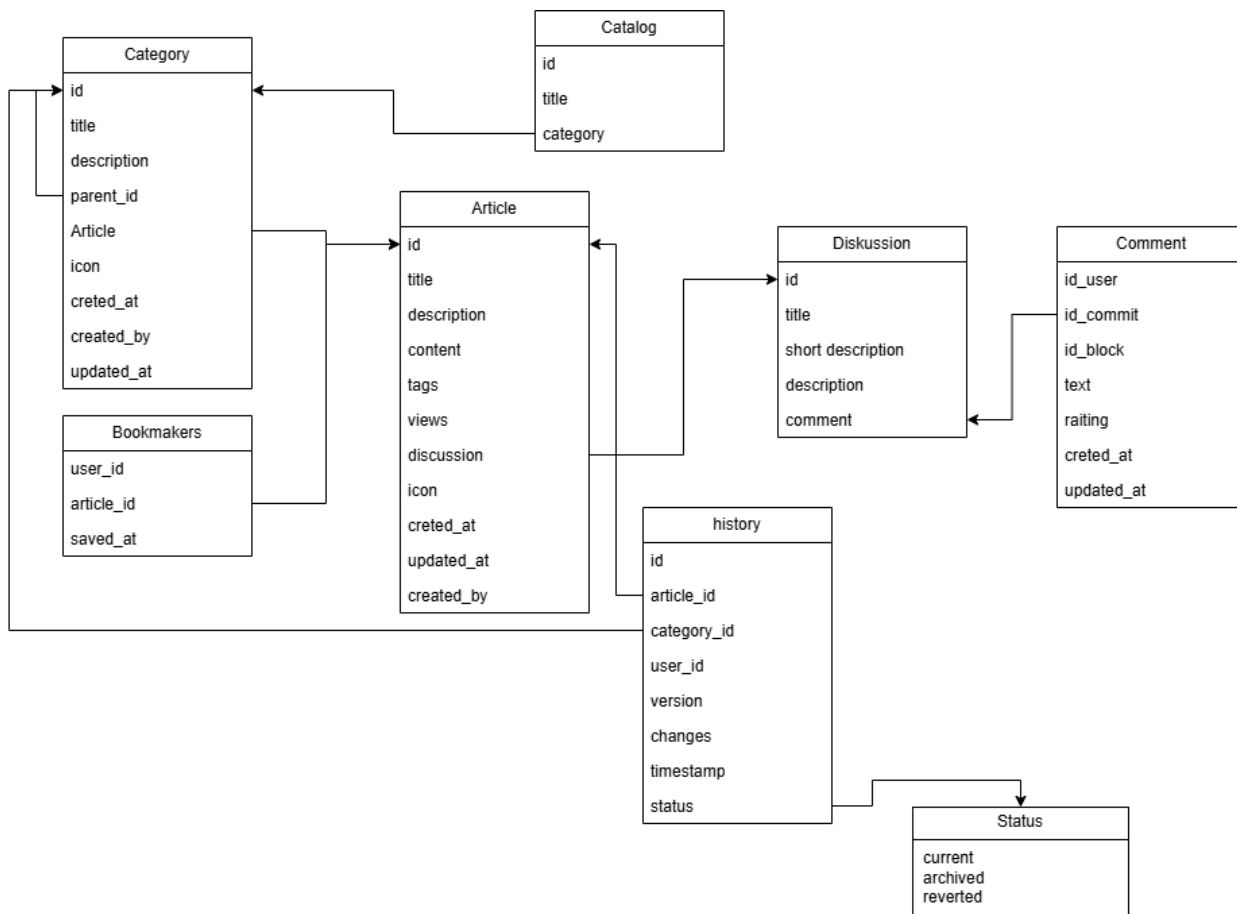 Catalog
id
title
category
Category
id
title
description
parent_id
Article
icon
creted_at
created_by
updated_at
Article
id
title
description
content
tags
views
discussion
icon
creted_at
updated_at
created_by
Diskussion
id
title
short description
description
comment
Comment
id_user
id_commit
id_block
text
raiting
creted_at
updated_at
Bookmakers
user_id
article_id
saved_at
history
id
article_id
category_id
user_id
version
changes
timestamp
status
Status
current
archived
reverted